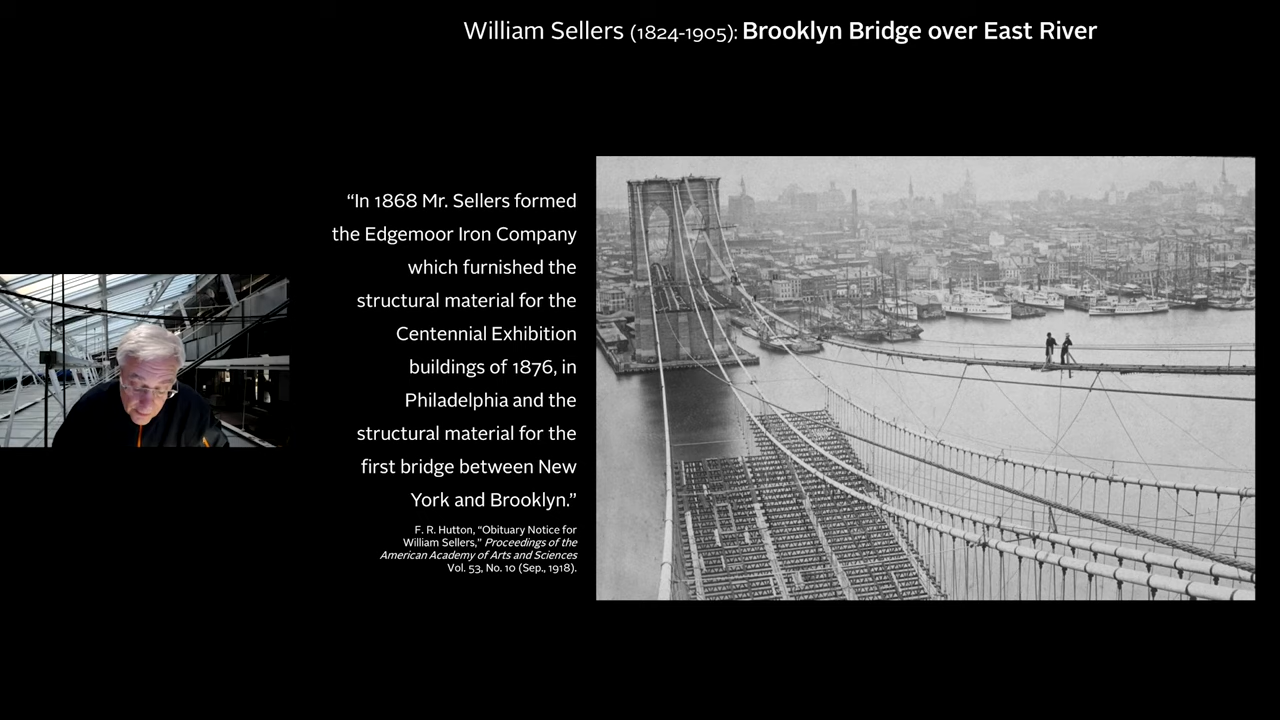 William Sellers (1824-1905): Brooklyn Bridge over East River
“In 1868 Mr. Sellers formed
the Edgemoor Iron Company
which furnished the
structural material for the
Centennial Exhibition
buildings of 1876, in
Philadelphia and the
structural material for the
first bridge between New
York and Brooklyn.”
F. R. Hutton, “Obituary Notice for
William Sellers,” Proceedings of the
American Academy of Arts and Sciences
Vol. 53, No. 10 (Sep., 1918).